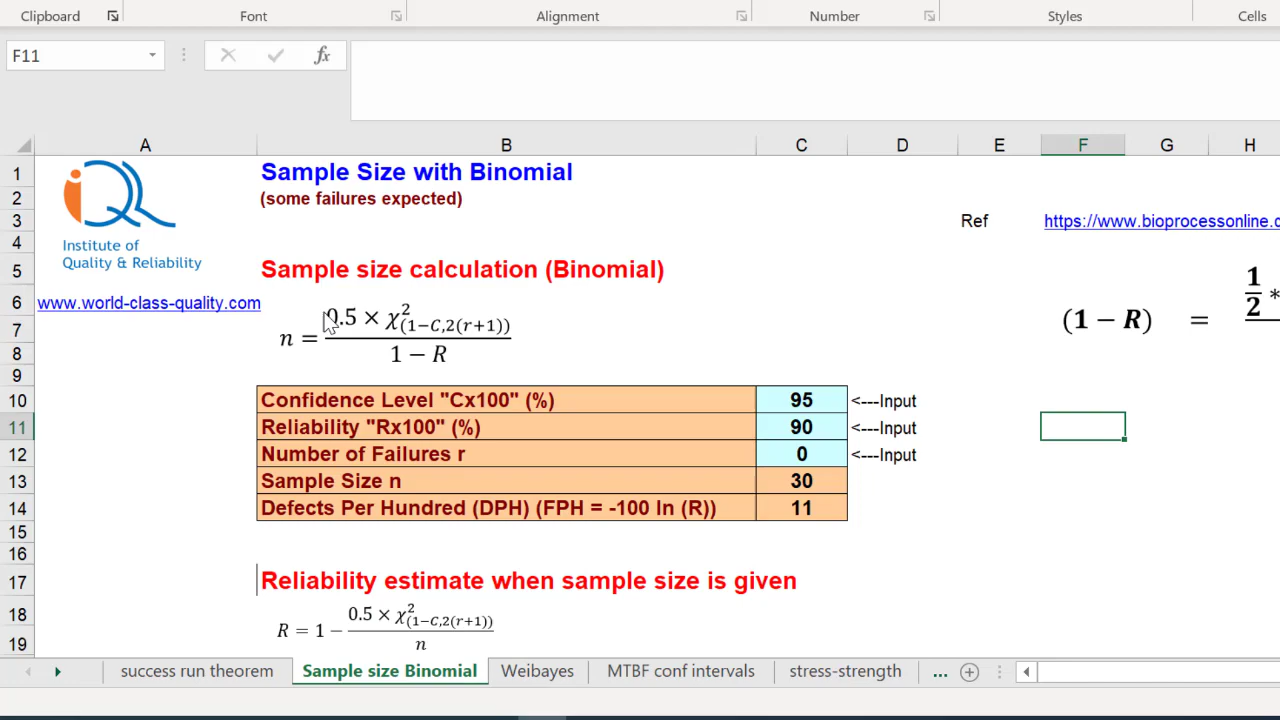 Clipboard Font Alignment Number Styles Cells
F11 fx
A B C D E F G H
1 Sample Size with Binomial
2 (some failures expected)
iQR
3 Ref https://www.bioprocessonline.c
4 Institute of
Quality & Reliability
5 Sample size calculation (Binomial)
6 www.world-class-quality.com
7 n = 0.5 × χ²(1−C,2(r+1)) / 1 − R
(1 − R) = 1/2 *
8
9
10 Confidence Level "Cx100" (%) 95 <---Input
11 Reliability "Rx100" (%) 90 <---Input
12 Number of Failures r 0 <---Input
13 Sample Size n 30
14 Defects Per Hundred (DPH) (FPH = -100 ln (R)) 11
15
16
17 Reliability estimate when sample size is given
18 R = 1 − 0.5 × χ²(1−C,2(r+1)) / n
19
success run theorem Sample size Binomial Weibayes MTBF conf intervals stress-strength ...